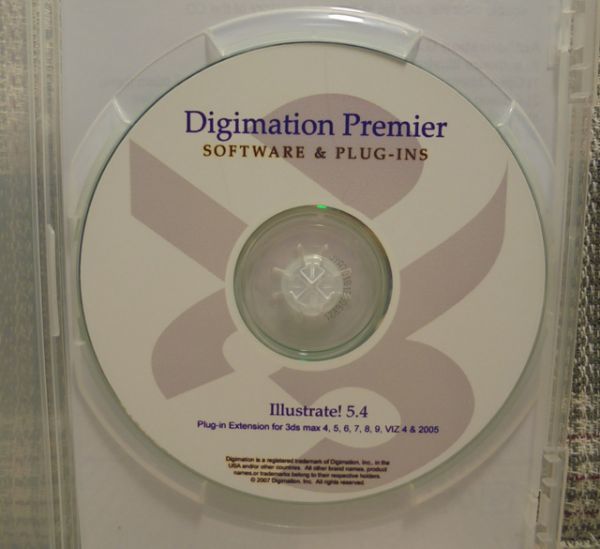 Digimation Premier
SOFTWARE & PLUG-INS
Illustrate! 5.4
Plug-in Extension for 3ds max 4, 5, 6, 7, 8, 9, VIZ 4 & 2005
Digimation is a registered trademark of Digimation, Inc., in the
USA and/or other countries. All other brand names, product
names, or trademarks belong to their respective holders.
© 2007 Digimation, Inc. All rights reserved.